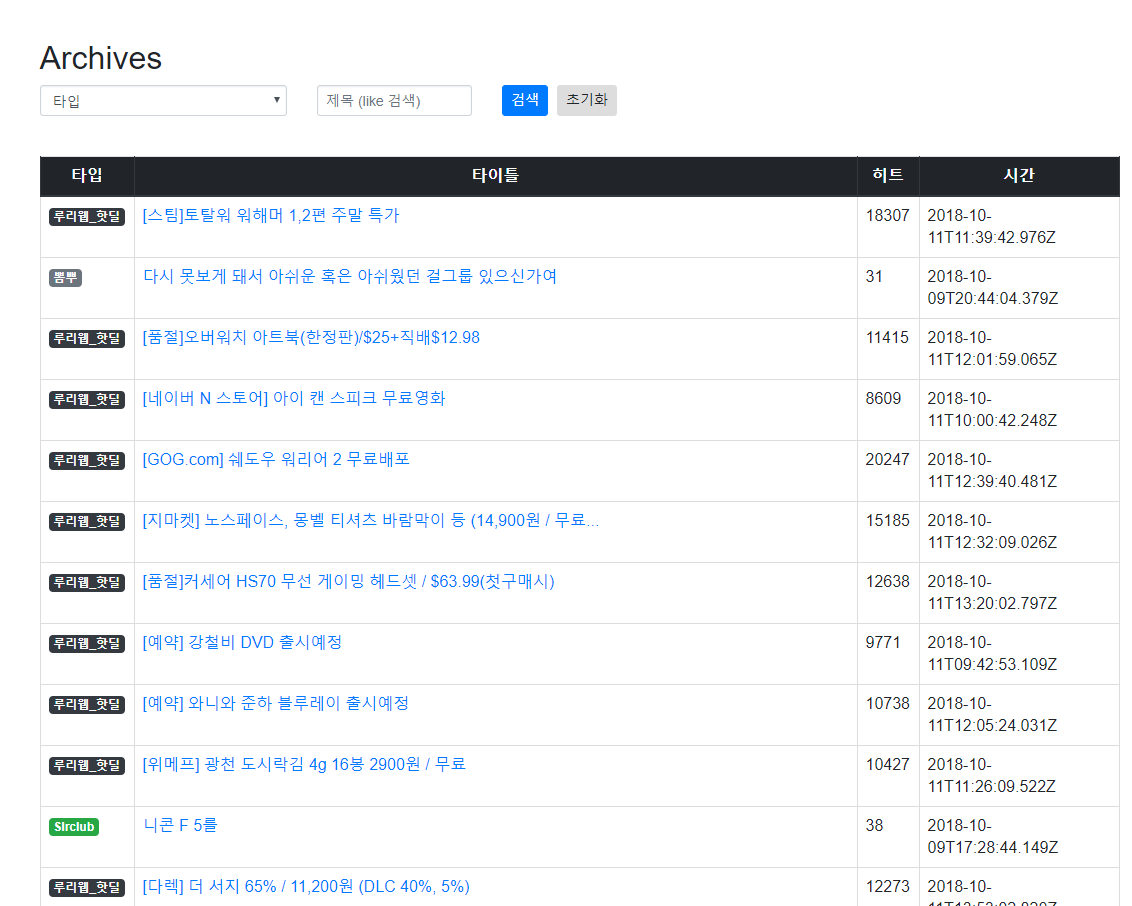 Archives
타입
제목 (like 검색)
검색
초기화
타입 타이틀 히트 시간
루리웹_핫딜 [스팀]토탈워 워해머 1,2편 주말 특가 18307 2018-10-
11T11:39:42.976Z
뽐뿌 다시 못보게 돼서 아쉬운 혹은 아쉬웠던 걸그룹 있으신가여 31 2018-10-
09T20:44:04.379Z
루리웹_핫딜 [품절]오버워치 아트북(한정판)/$25+직배$12.98 11415 2018-10-
11T12:01:59.065Z
루리웹_핫딜 [네이버 N 스토어] 아이 캔 스피크 무료영화 8609 2018-10-
11T10:00:42.248Z
루리웹_핫딜 [GOG.com] 쉐도우 워리어 2 무료배포 20247 2018-10-
11T12:39:40.481Z
루리웹_핫딜 [지마켓] 노스페이스, 몽벨 티셔츠 바람막이 등 (14,900원 / 무료... 15185 2018-10-
11T12:32:09.026Z
루리웹_핫딜 [품절]커세어 HS70 무선 게이밍 헤드셋 / $63.99(첫구매시) 12638 2018-10-
11T13:20:02.797Z
루리웹_핫딜 [예약] 강철비 DVD 출시예정 9771 2018-10-
11T09:42:53.109Z
루리웹_핫딜 [예약] 와니와 준하 블루레이 출시예정 10738 2018-10-
11T12:05:24.031Z
루리웹_핫딜 [위메프] 광천 도시락김 4g 16봉 2900원 / 무료 10427 2018-10-
11T11:26:09.522Z
Slrclub 니콘 F 5를 38 2018-10-
09T17:28:44.149Z
루리웹_핫딜 [다렉] 더 서지 65% / 11,200원 (DLC 40%, 5%) 12273 2018-10-